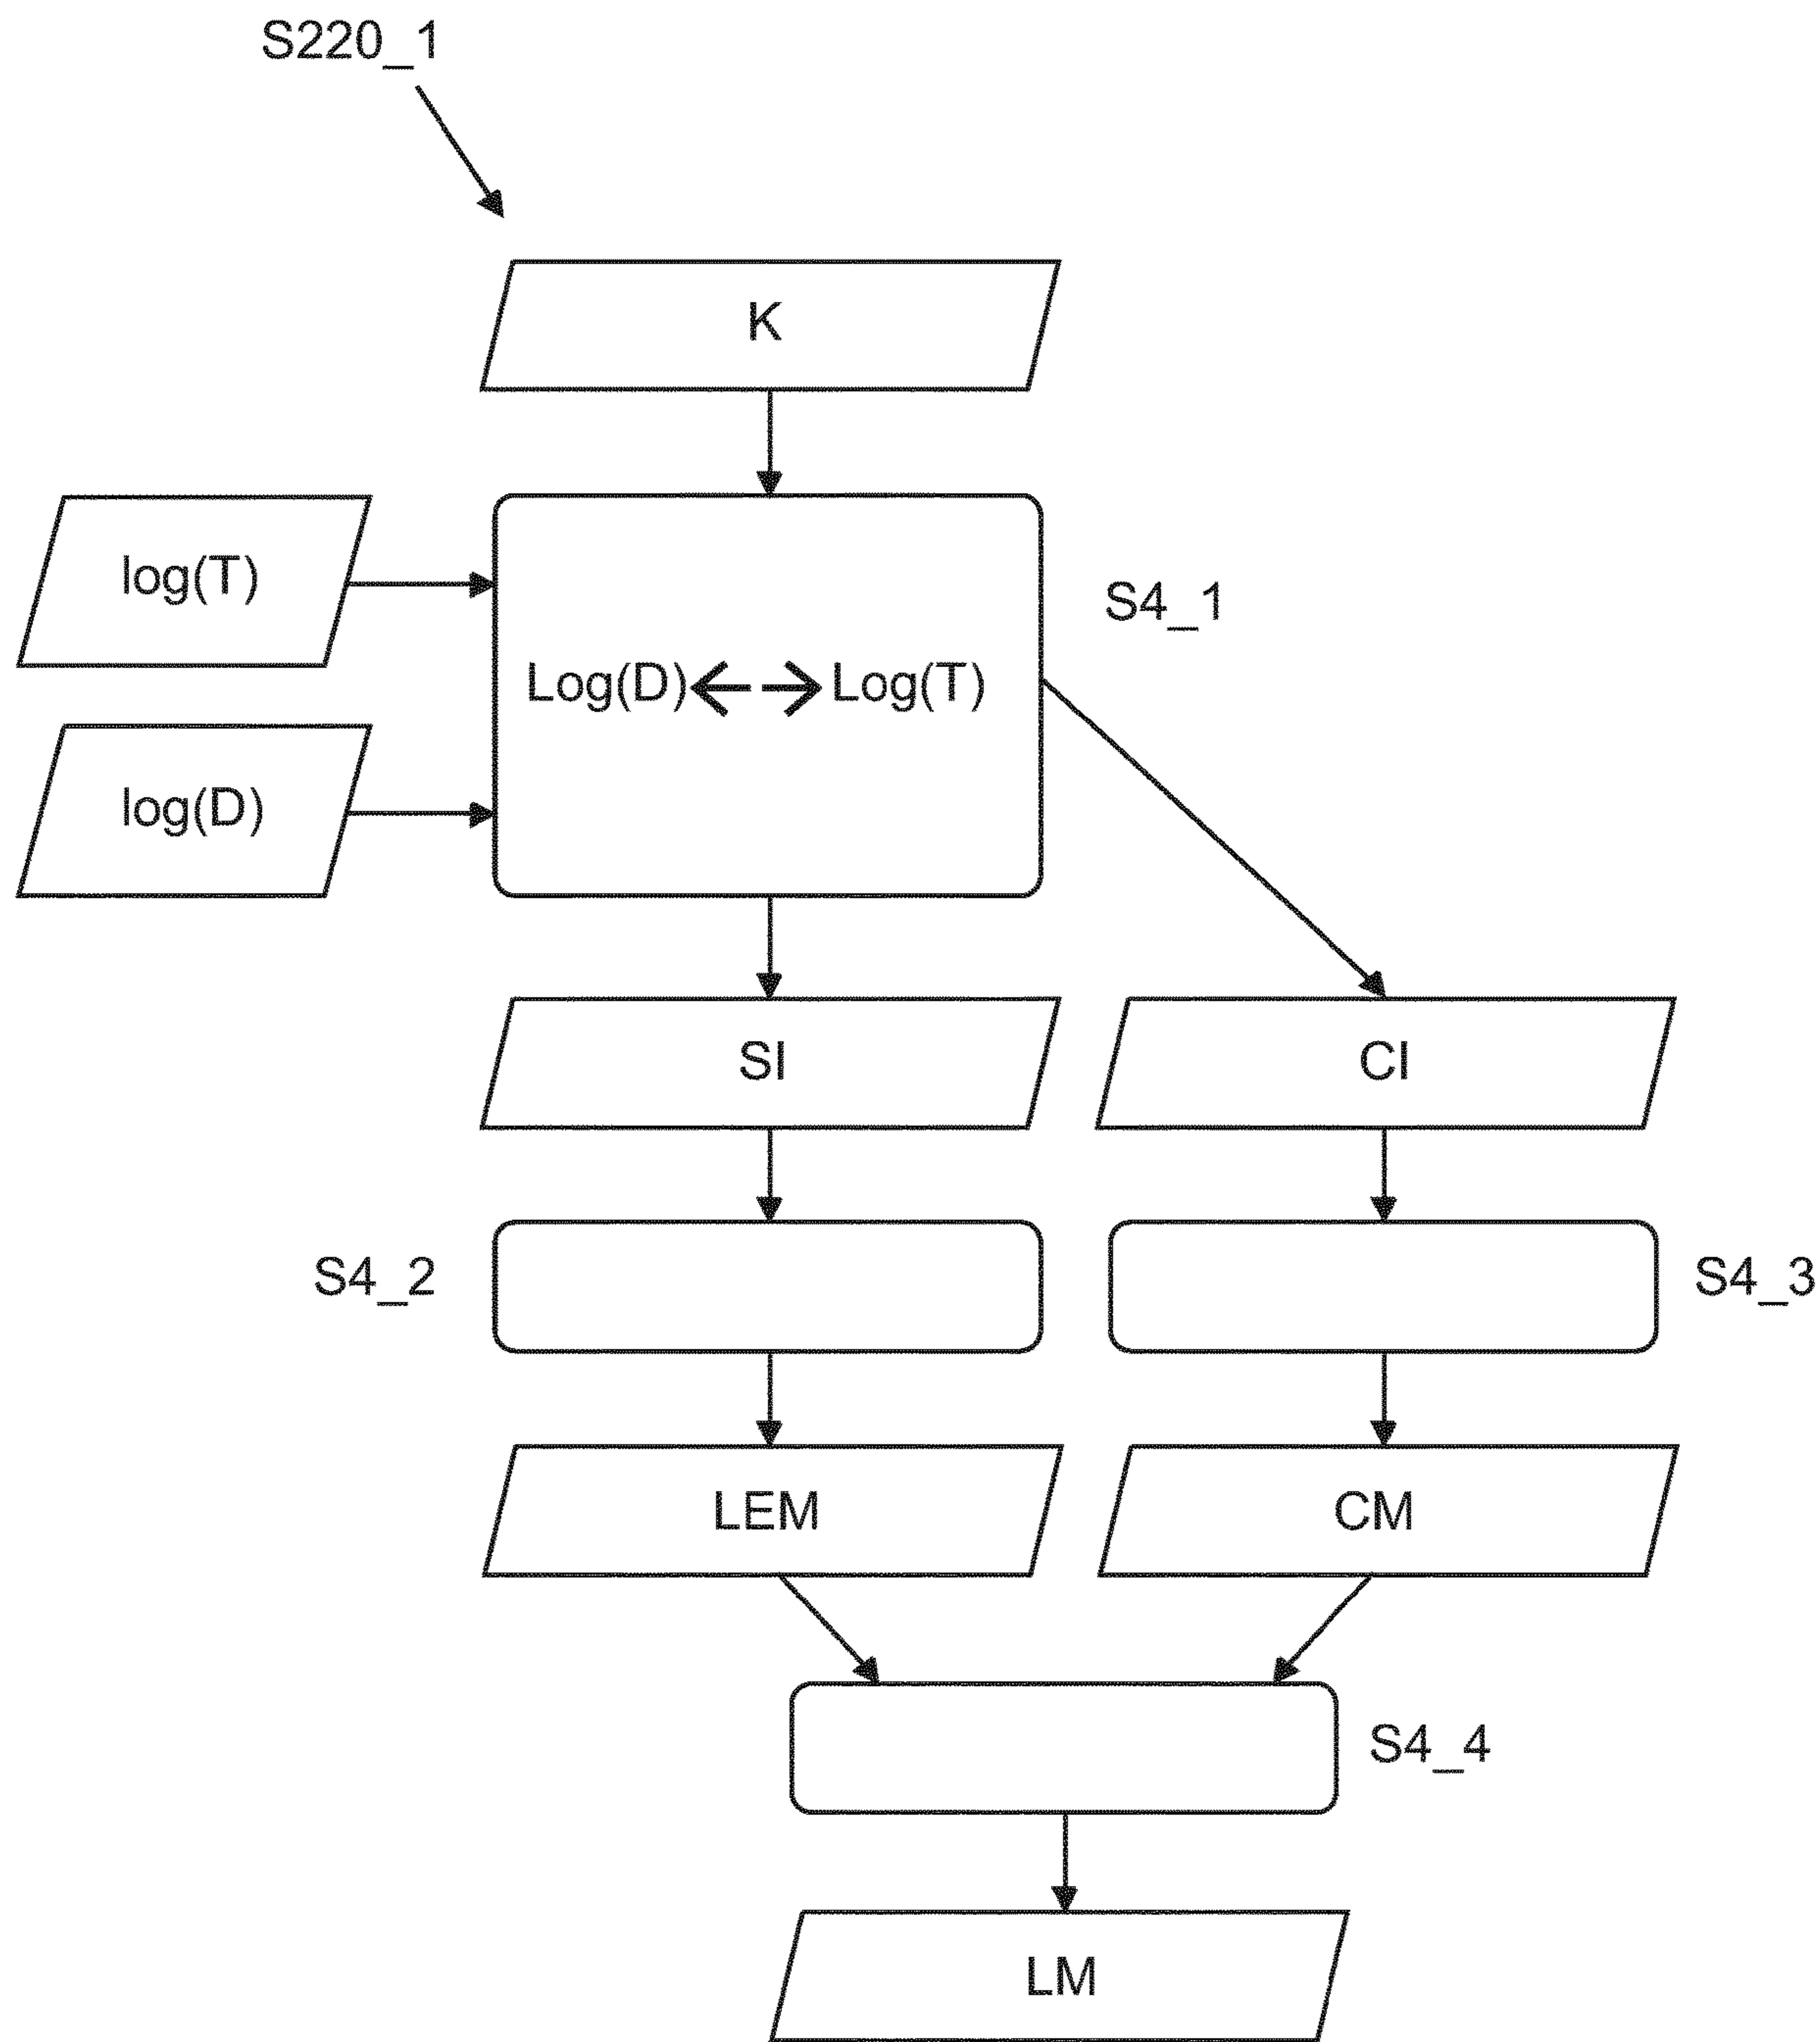 S220_1
K
log(T)
S4_1
Log(D) Log(T)
log(D)
SI
CI
S4_2
S4_3
LEM
CM
S4_4
LM